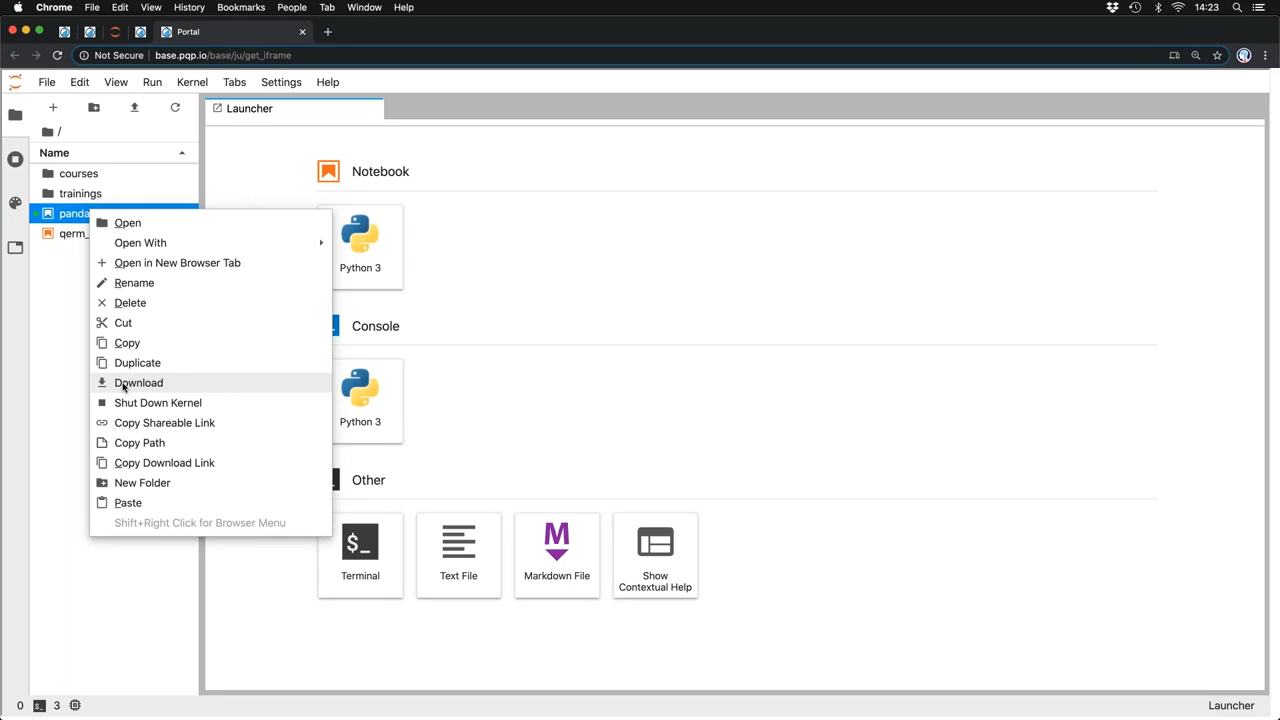 Chrome File Edit View History Bookmarks People Tab Window Help 14:23
Portal
Not Secure base.pqp.io/base/ju/get_iframe
File Edit View Run Kernel Tabs Settings Help
Launcher
/
Name
courses
trainings
panda
qerm_
Open
Open With
Open in New Browser Tab
Rename
Delete
Cut
Copy
Duplicate
Download
Shut Down Kernel
Copy Shareable Link
Copy Path
Copy Download Link
New Folder
Paste
Shift+Right Click for Browser Menu
Notebook
Python 3
Console
Python 3
Other
$_
M
Terminal
Text File
Markdown File
Show
Contextual Help
0 $_ 3
Launcher